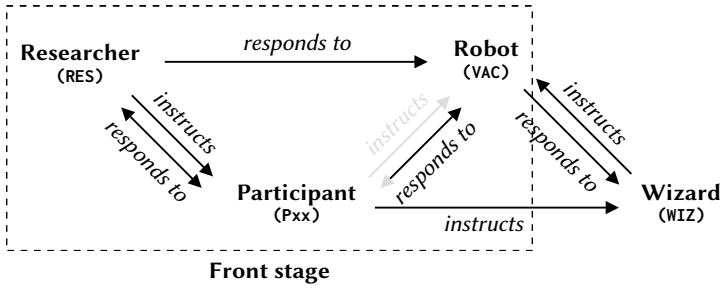 Researcher
(RES)
responds to
Robot
(VAC)
instructs
responds to
instructs
responds to
instructs
responds to
Participant
(Pxx)
instructs
Wizard
(WIZ)
Front stage